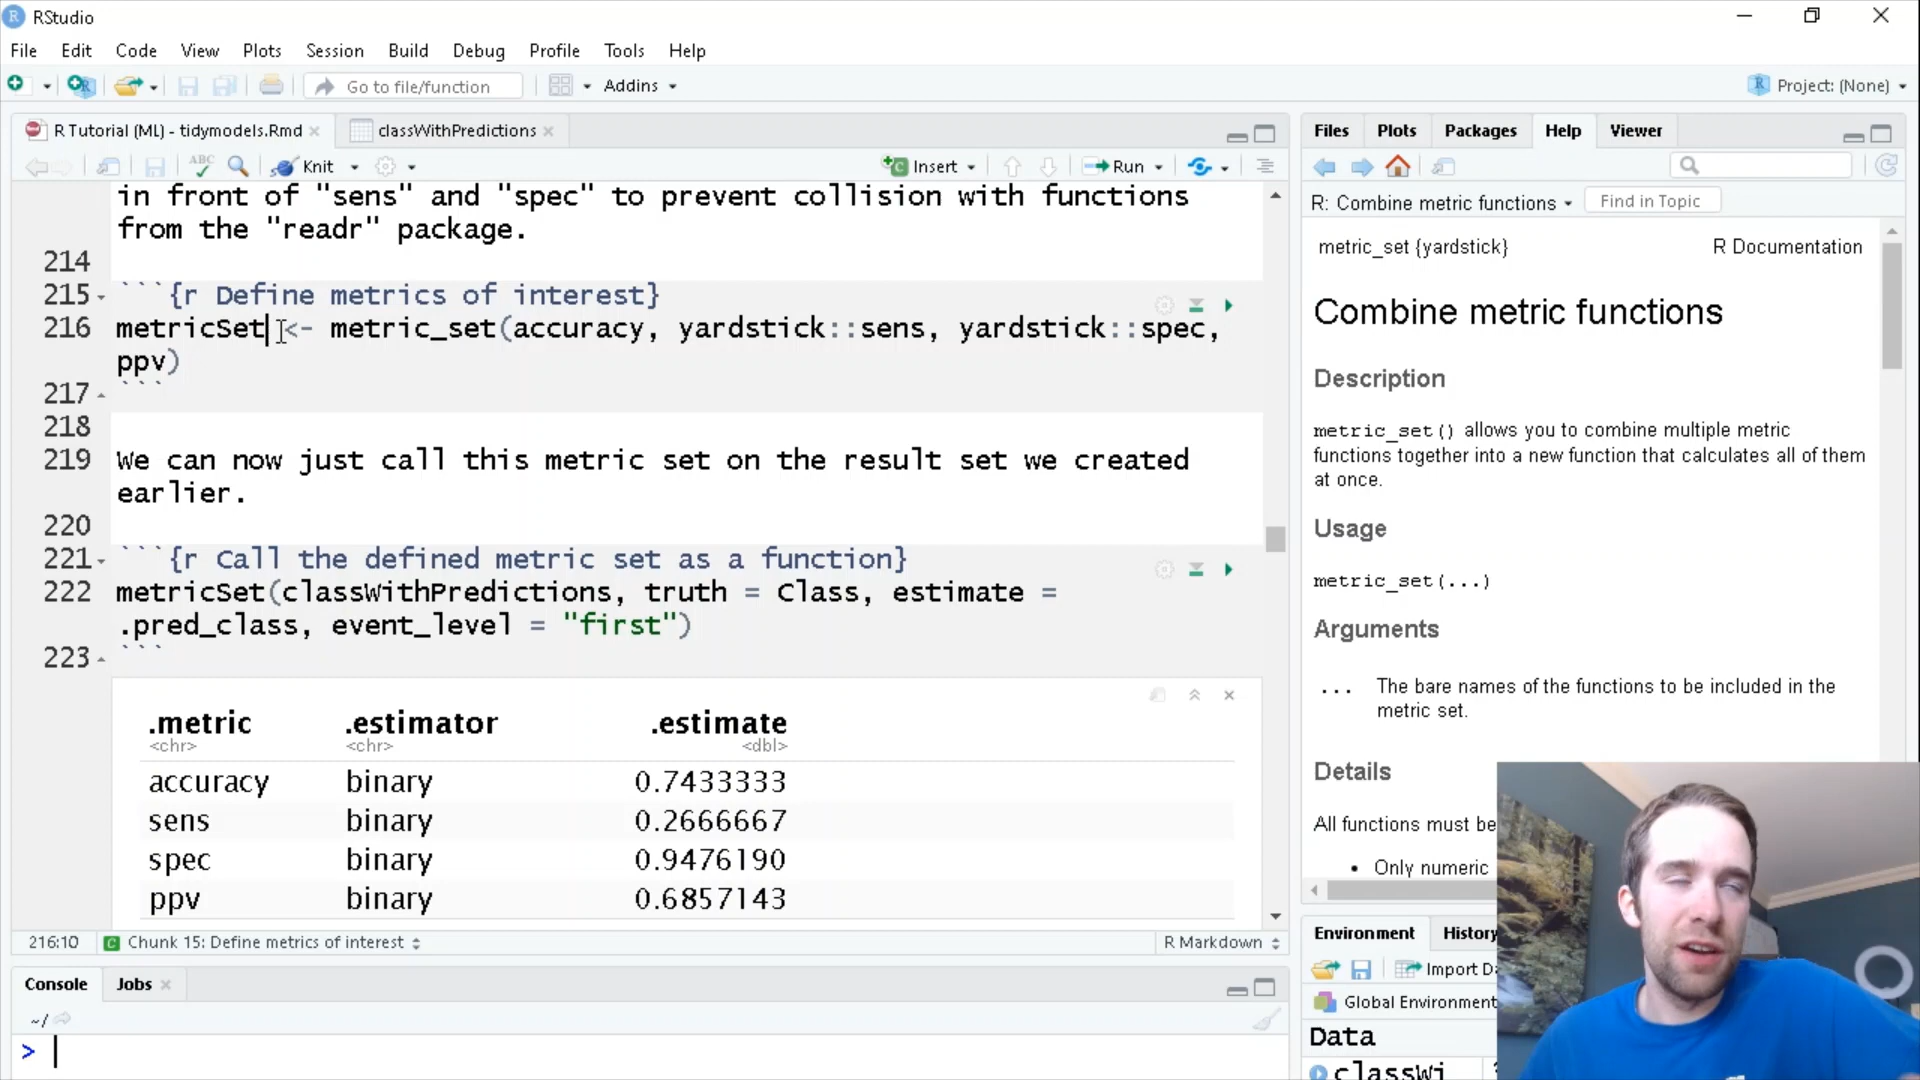 RStudio
File Edit Code View Plots Session Build Debug Profile Tools Help
Go to file/function Addins Project: (None)
R Tutorial (ML) - tidymodels.Rmd classWithPredictions
ABC Knit Insert Run
in front of "sens" and "spec" to prevent collision with functions
from the "readr" package.
214
215 ```{r Define metrics of interest}
216 metricSet <- metric_set(accuracy, yardstick::sens, yardstick::spec,
ppv)
217 ```
218
219 We can now just call this metric set on the result set we created
earlier.
220
221 ```{r Call the defined metric set as a function}
222 metricSet(classWithPredictions, truth = Class, estimate =
.pred_class, event_level = "first")
223 ```
.metric .estimator .estimate
<chr> <chr> <dbl>
accuracy binary 0.7433333
sens binary 0.2666667
spec binary 0.9476190
ppv binary 0.6857143
216:10 Chunk 15: Define metrics of interest R Markdown
Console Jobs
~/
>
Files Plots Packages Help Viewer
R: Combine metric functions Find in Topic
metric_set {yardstick} R Documentation
Combine metric functions
Description
metric_set() allows you to combine multiple metric
functions together into a new function that calculates all of them
at once.
Usage
metric_set(...)
Arguments
... The bare names of the functions to be included in the
metric set.
Details
All functions must be
• Only numeric
Environment History
Import Da
Global Environment
Data
classWi